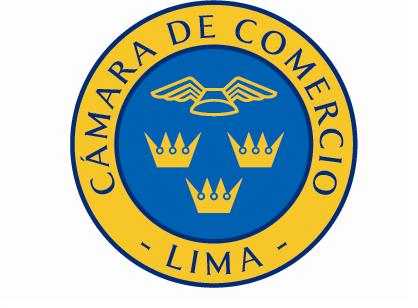 CÁMARA DE COMERCIO
- LIMA -